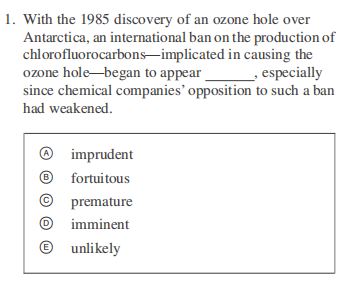 1. With the 1985 discovery of an ozone hole over
Antarctica, an international ban on the production of
chlorofluorocarbons—implicated in causing the
ozone hole—began to appear _______, especially
since chemical companies’ opposition to such a ban
had weakened.
A imprudent
B fortuitous
C premature
D imminent
E unlikely